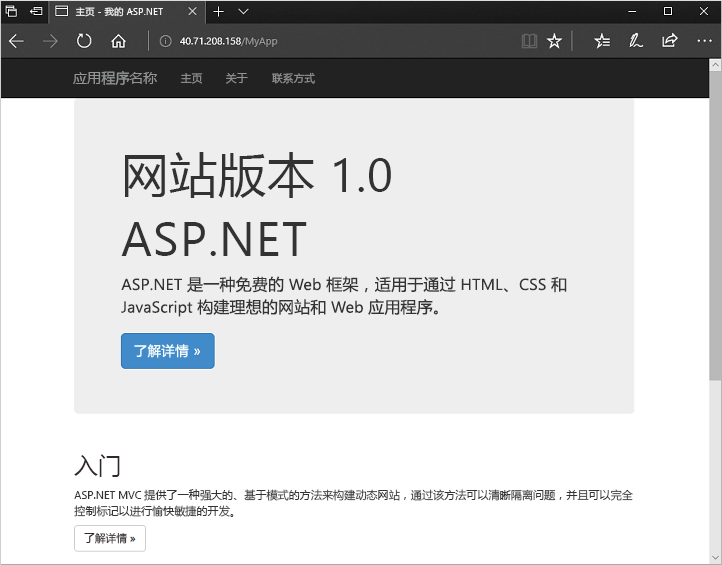 主页 - 我的 ASP.NET
40.71.208.158/MyApp
应用程序名称 主页 关于 联系方式
网站版本 1.0
ASP.NET
ASP.NET 是一种免费的 Web 框架，适用于通过 HTML、CSS 和
JavaScript 构建理想的网站和 Web 应用程序。
了解详情 »
入门
ASP.NET MVC 提供了一种强大的、基于模式的方法来构建动态网站，通过该方法可以清晰隔离问题，并且可以完全
控制标记以进行愉快敏捷的开发。
了解详情 »